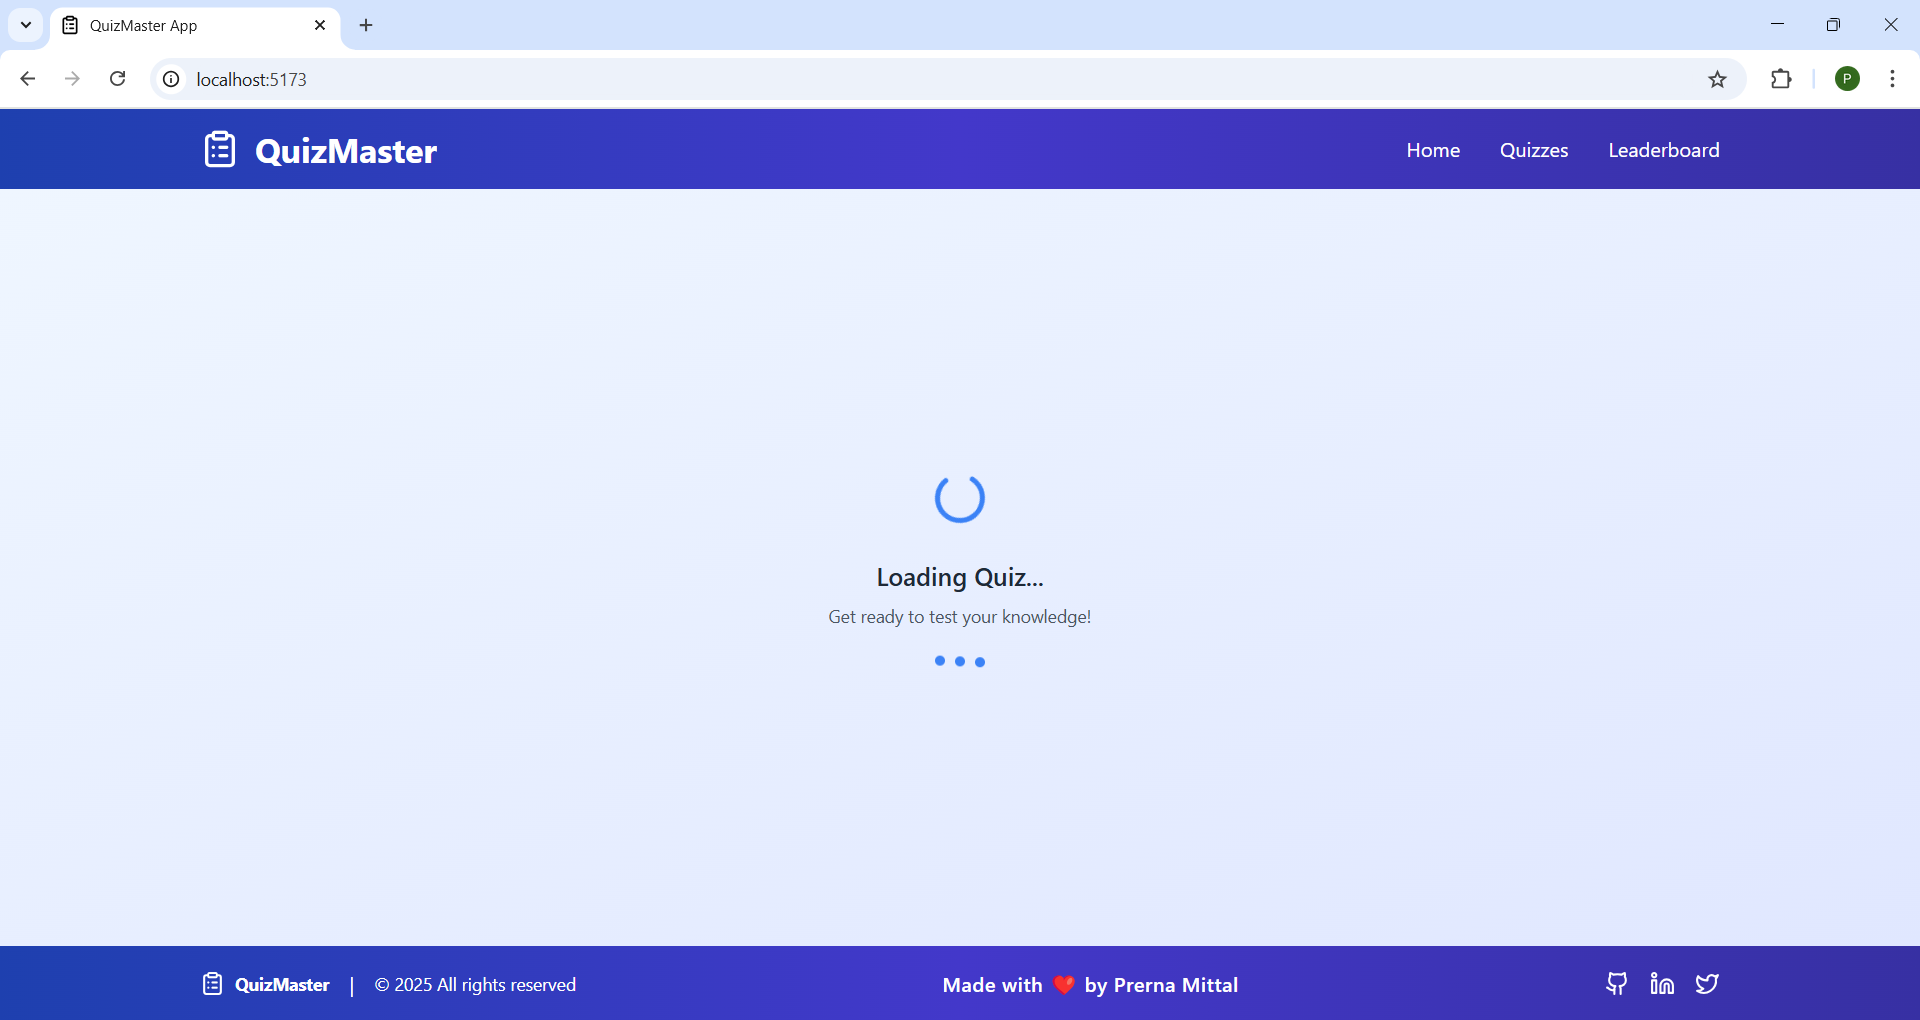 QuizMaster App
localhost:5173
P
QuizMaster
Home Quizzes Leaderboard
Loading Quiz...
Get ready to test your knowledge!
QuizMaster | © 2025 All rights reserved
Made with ❤️ by Prerna Mittal